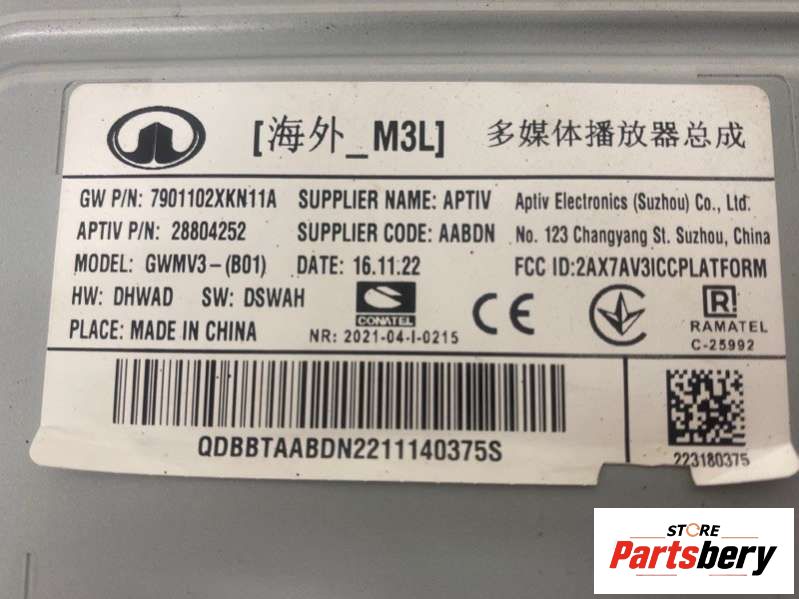 [海外_M3L] 多媒体播放器总成
GW P/N: 7901102XKN11A SUPPLIER NAME: APTIV Aptiv Electronics (Suzhou) Co., Ltd.
APTIV P/N: 28804252 SUPPLIER CODE: AABDN No. 123 Changyang St. Suzhou, China
MODEL: GWMV3-(B01) DATE: 16.11.22 FCC ID:2AX7AV3ICCPLATFORM
HW: DHWAD SW: DSWAH
CONATEL CE R
PLACE: MADE IN CHINA NR: 2021-04-I-0215 RAMATEL
C-25992
QDBBTAABDN2211140375S
223180375
STORE
Partsbery